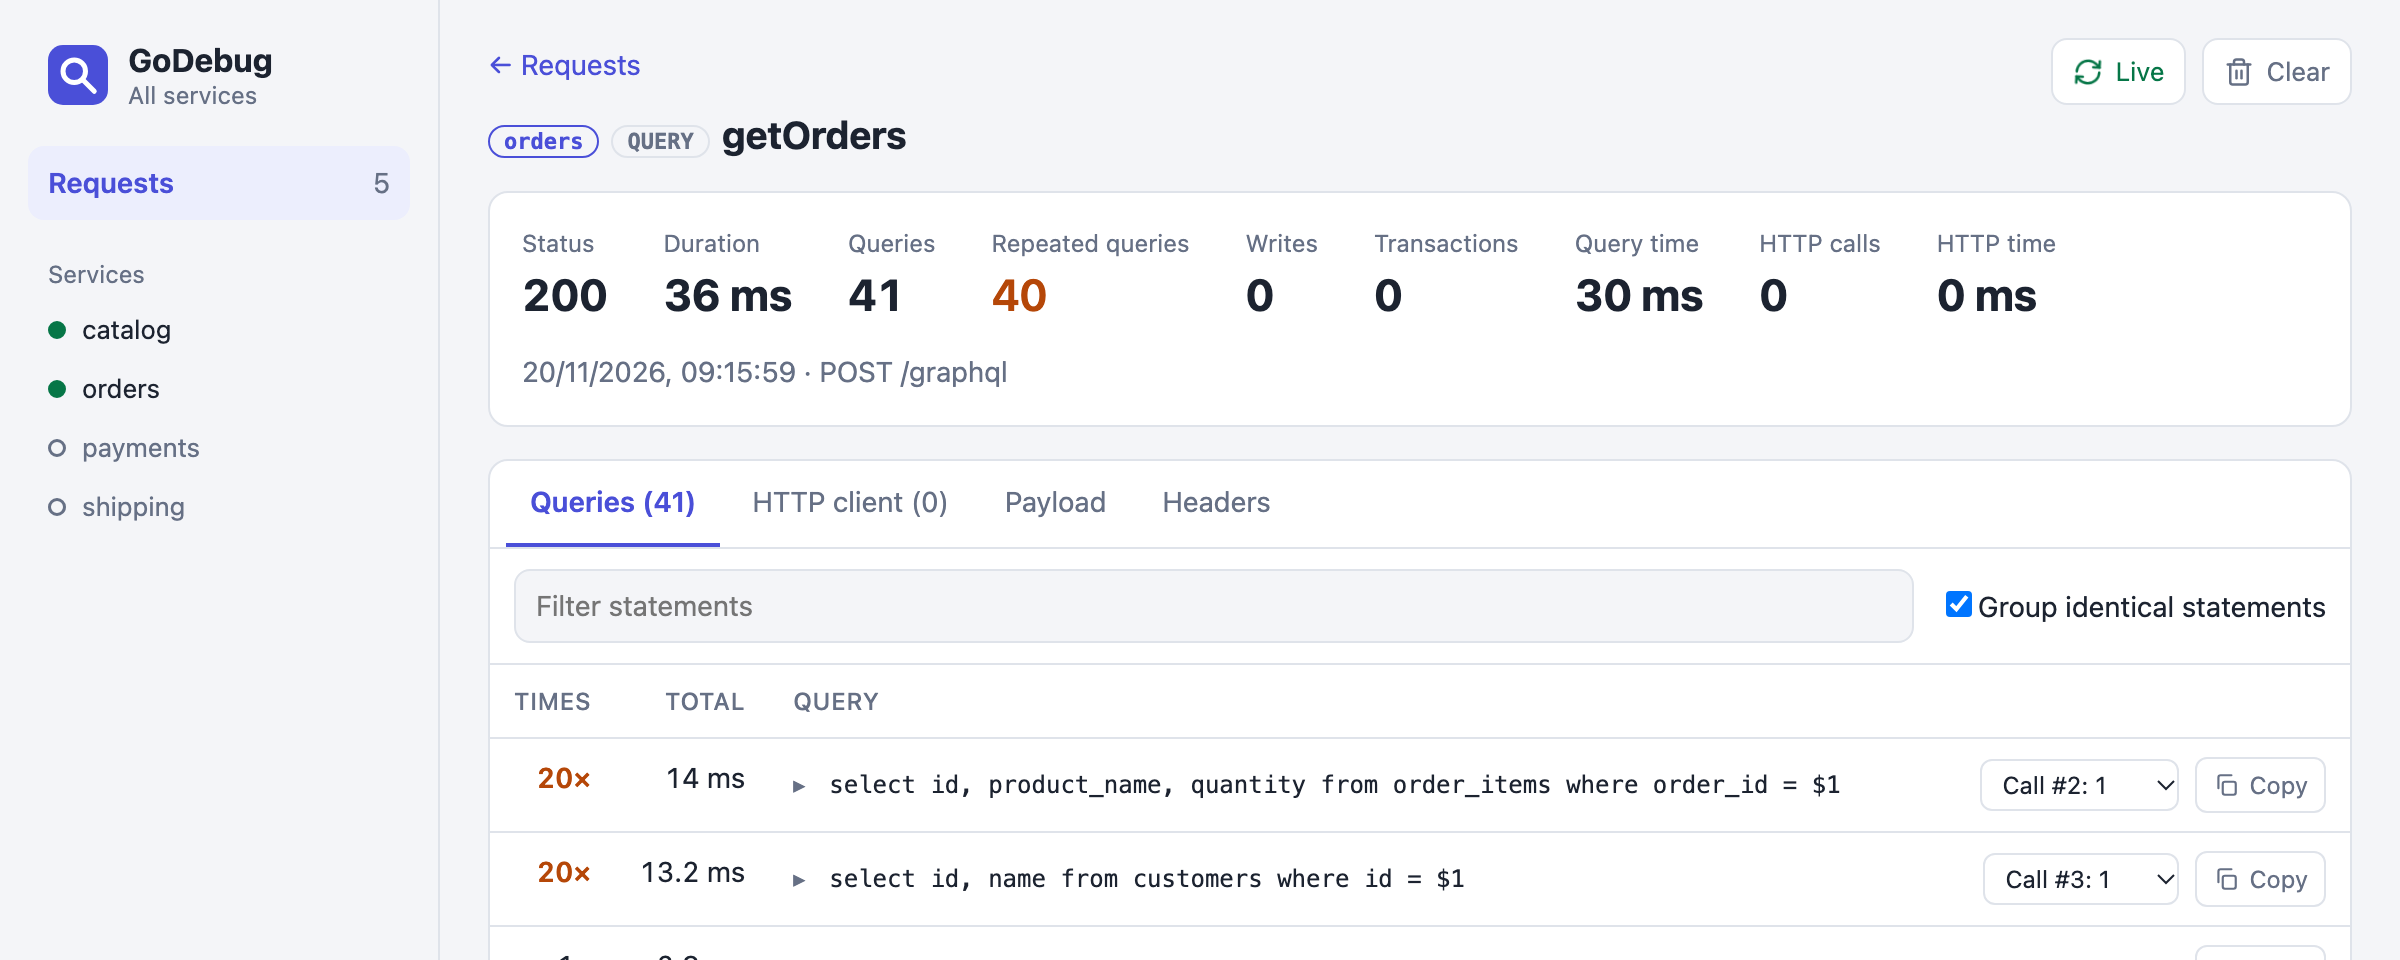 GoDebug
All services
Requests 5
Services
catalog
orders
payments
shipping
← Requests
Live
Clear
orders QUERY getOrders
Status Duration Queries Repeated queries Writes Transactions Query time HTTP calls HTTP time
200 36 ms 41 40 0 0 30 ms 0 0 ms
20/11/2026, 09:15:59 · POST /graphql
Queries (41) HTTP client (0) Payload Headers
Filter statements
Group identical statements
TIMES TOTAL QUERY
20× 14 ms ▶ select id, product_name, quantity from order_items where order_id = $1 Call #2: 1 Copy
20× 13.2 ms ▶ select id, name from customers where id = $1 Call #3: 1 Copy